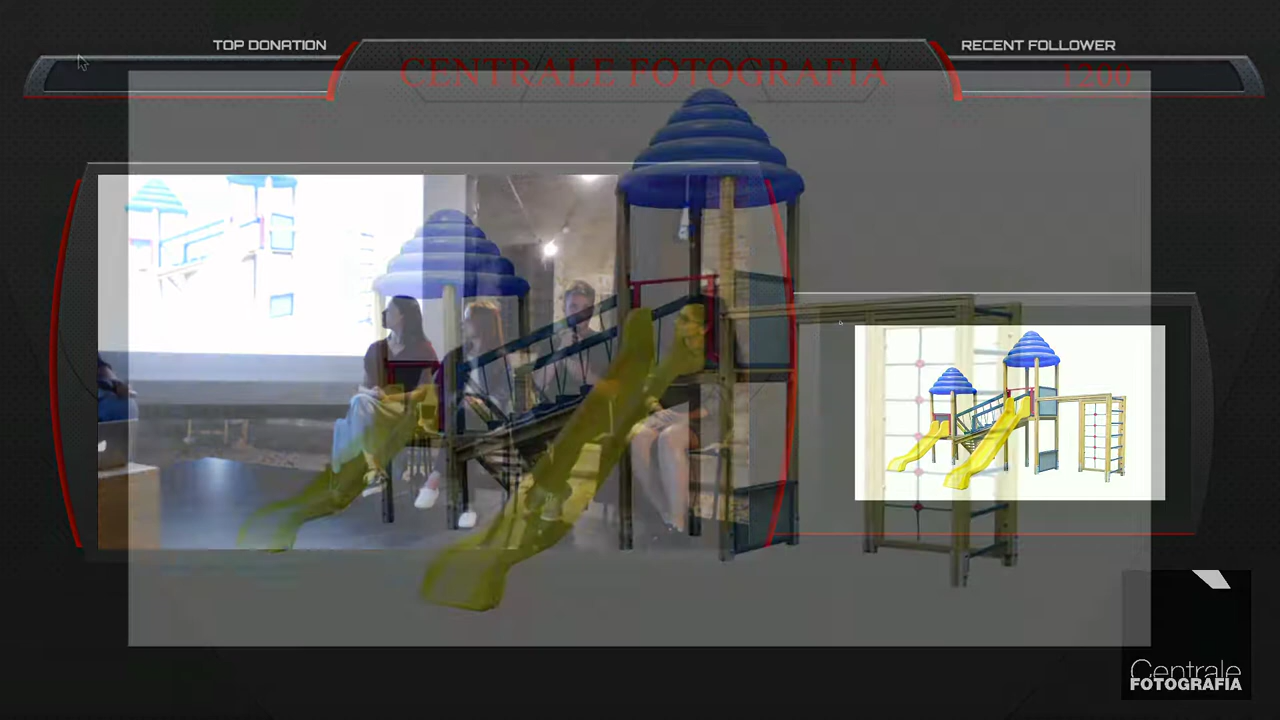 TOP DONATION
RECENT FOLLOWER
CENTRALE FOTOGRAFIA
1200
Centrale
FOTOGRAFIA